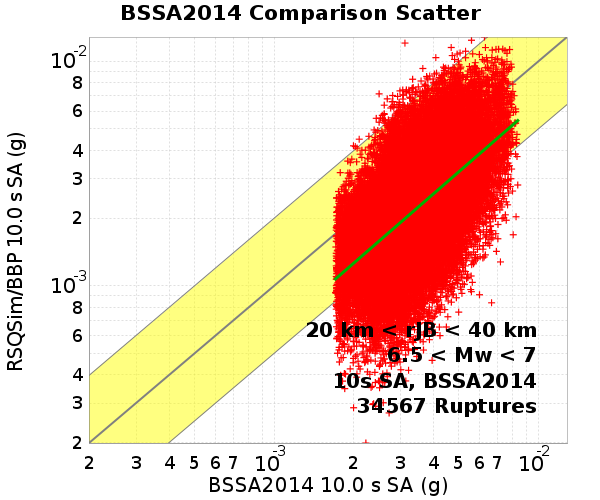 BSSA2014 Comparison Scatter
RSQSim/BBP 10.0 s SA (g)
10⁻²
8
6
4
3
2
10⁻³
8
6
4
3
2
20 km < rJB < 40 km
6.5 < Mw < 7
10s SA, BSSA2014
34567 Ruptures
2 3 4 5 6 7 10⁻³ 2 3 4 5 6 7 10⁻²
BSSA2014 10.0 s SA (g)